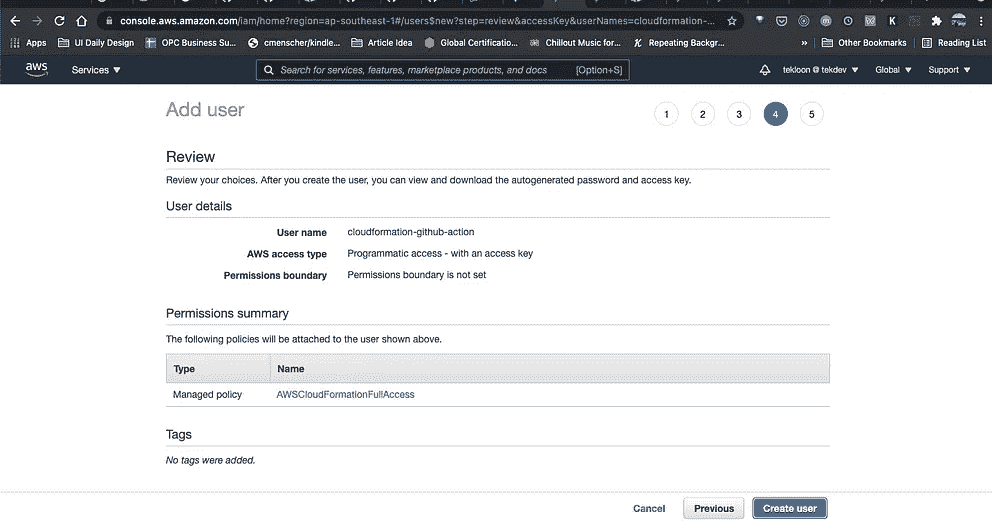 console.aws.amazon.com/iam/home?region=ap-southeast-1#/users$new?step=review&accessKey&userNames=cloudformation-...
Apps UI Daily Design OPC Business Su... cmenscher/kindle... Article Idea Global Certificatio... Chillout Music for... Repeating Backgr... » Other Bookmarks Reading List
aws Services Search for services, features, marketplace products, and docs [Option+S] tekloon @ tekdev Global Support
Add user 1 2 3 4 5
Review
Review your choices. After you create the user, you can view and download the autogenerated password and access key.
User details
User name cloudformation-github-action
AWS access type Programmatic access - with an access key
Permissions boundary Permissions boundary is not set
Permissions summary
The following policies will be attached to the user shown above.
Type Name
Managed policy AWSCloudFormationFullAccess
Tags
No tags were added.
Cancel Previous Create user